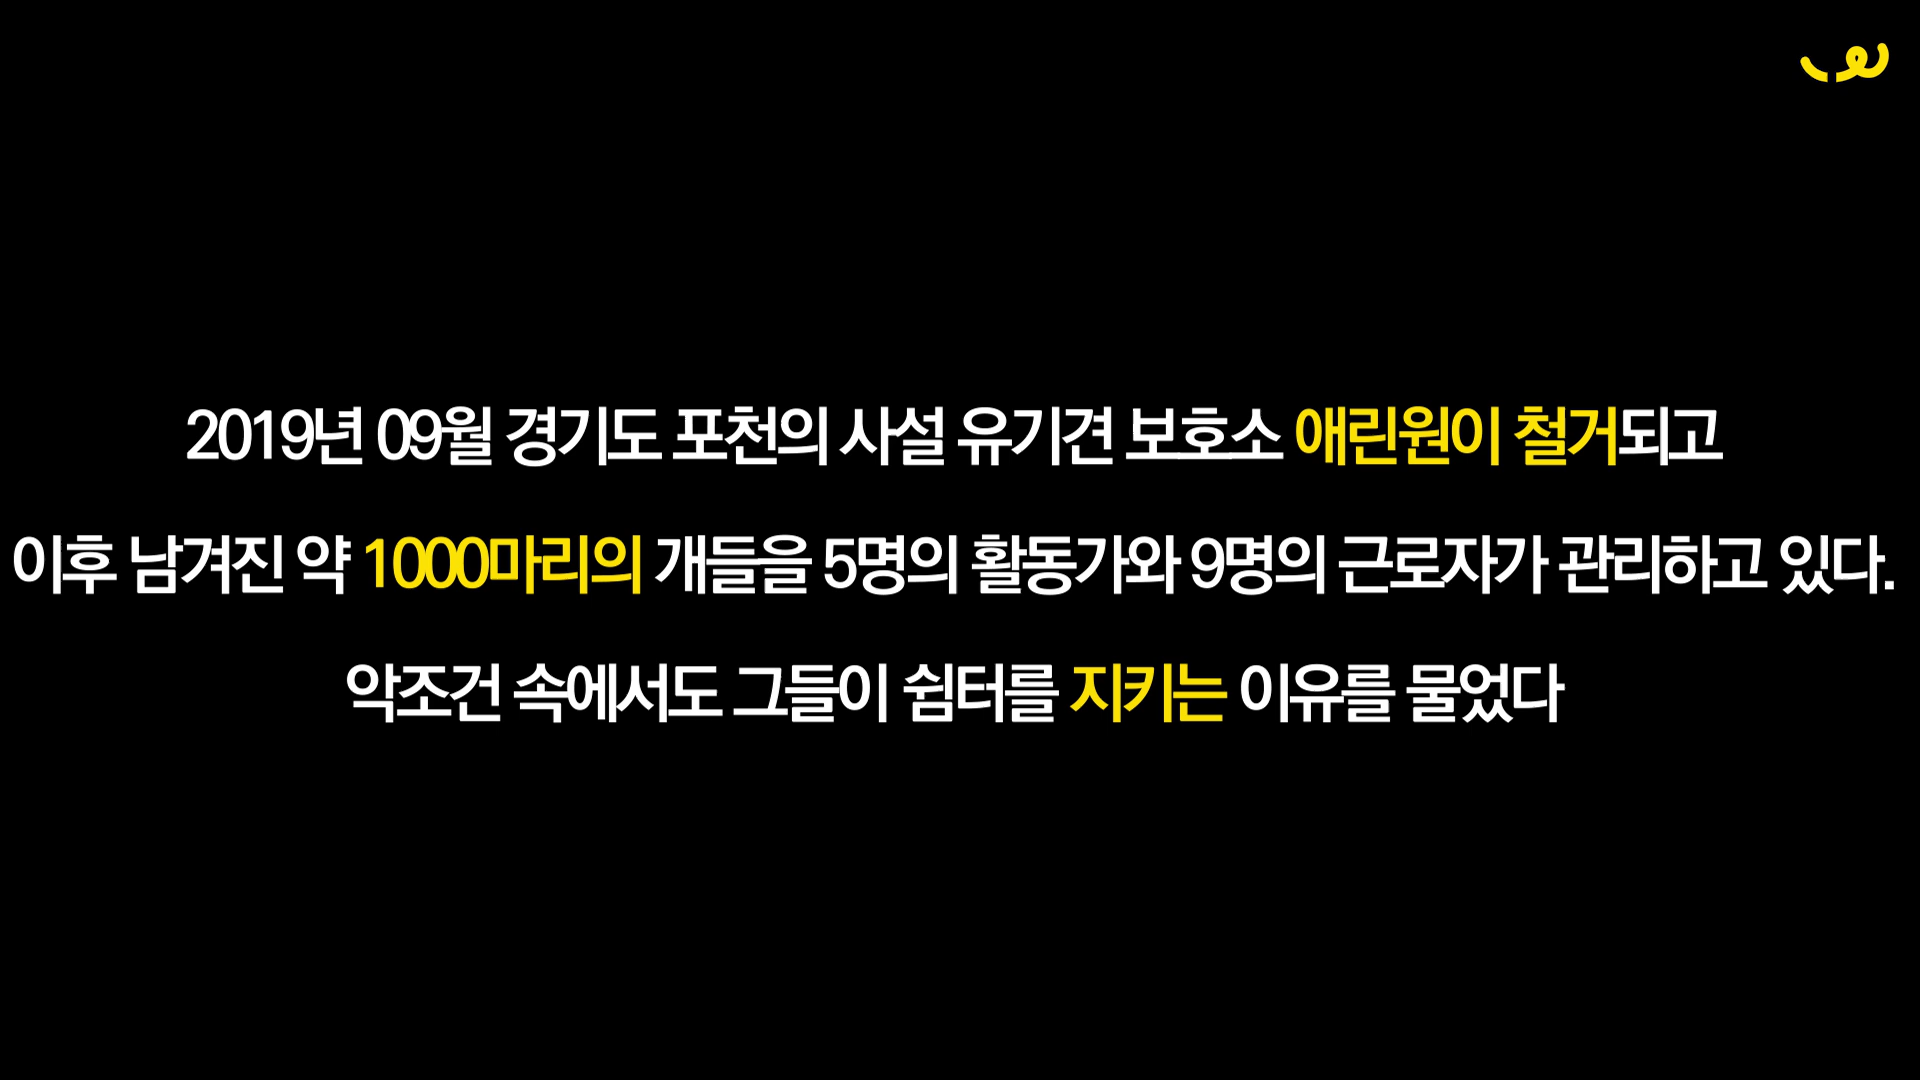 2019년 09월 경기도 포천의 사설 유기견 보호소 애린원이 철거되고
이후 남겨진 약 1000마리의 개들을 5명의 활동가와 9명의 근로자가 관리하고 있다.
악조건 속에서도 그들이 쉼터를 지키는 이유를 물었다